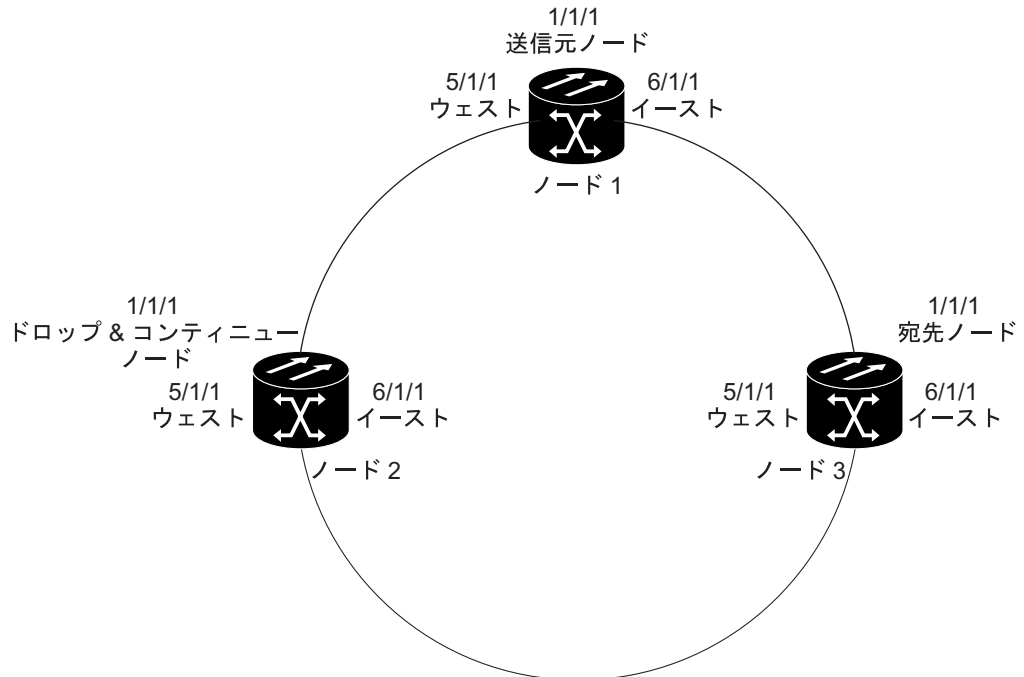 1/1/1
送信元ノード
5/1/1
ウェスト
6/1/1
イースト
ノード 1
1/1/1
ドロップ & コンティニュー
ノード
5/1/1
ウェスト
6/1/1
イースト
ノード 2
1/1/1
宛先ノード
5/1/1
ウェスト
6/1/1
イースト
ノード 3